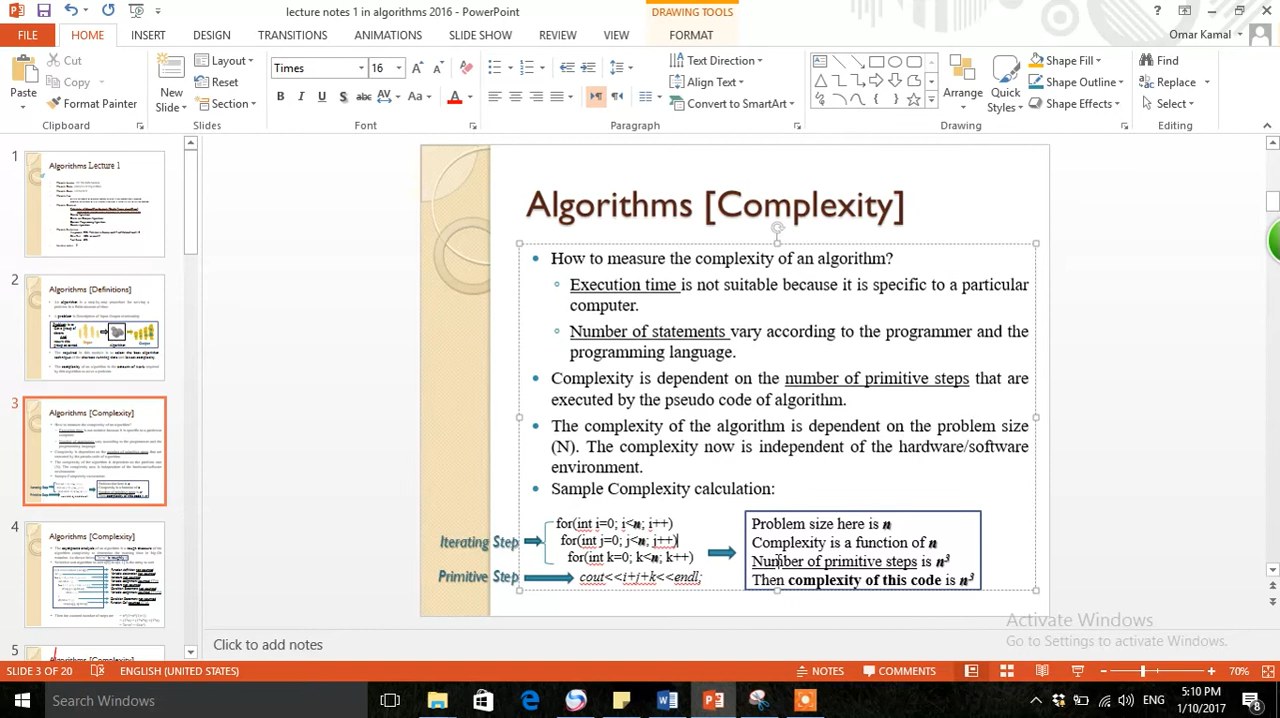 lecture notes 1 in algorithms 2016 - PowerPoint
DRAWING TOOLS
FILE HOME INSERT DESIGN TRANSITIONS ANIMATIONS SLIDE SHOW REVIEW VIEW FORMAT
Omar Kamal
Cut
Copy
Format Painter
Paste
Clipboard
New Slide
Layout
Reset
Section
Slides
Times 16
B I U S abc AV Aa A
Font
Text Direction
Align Text
Convert to SmartArt
Paragraph
Arrange
Quick Styles
Shape Fill
Shape Outline
Shape Effects
Drawing
Find
Replace
Select
Editing
1
Algorithms Lecture 1
2
Algorithms [Definitions]
3
Algorithms [Complexity]
4
Algorithms [Complexity]
5
Algorithms [Complexity]
Algorithms [Complexity]
How to measure the complexity of an algorithm?
Execution time is not suitable because it is specific to a particular
computer.
Number of statements vary according to the programmer and the
programming language.
Complexity is dependent on the number of primitive steps that are
executed by the pseudo code of algorithm.
The complexity of the algorithm is dependent on the problem size
(N). The complexity now is independent of the hardware/software
environment.
Sample Complexity calculation:
Iterating Step
for(int i=0; i<n; i++)
for(int j=0; j<n; j++)
for(int k=0; k<n; k++)
Primitive Step
cout<<i+j+k<<endl;
Problem size here is n
Complexity is a function of n
Number of primitive steps is n³
Then complexity of this code is n³
Activate Windows
Go to Settings to activate Windows.
Click to add notes
SLIDE 3 OF 20 ENGLISH (UNITED STATES) NOTES COMMENTS 70%
Search Windows
ENG
5:10 PM
1/10/2017
8